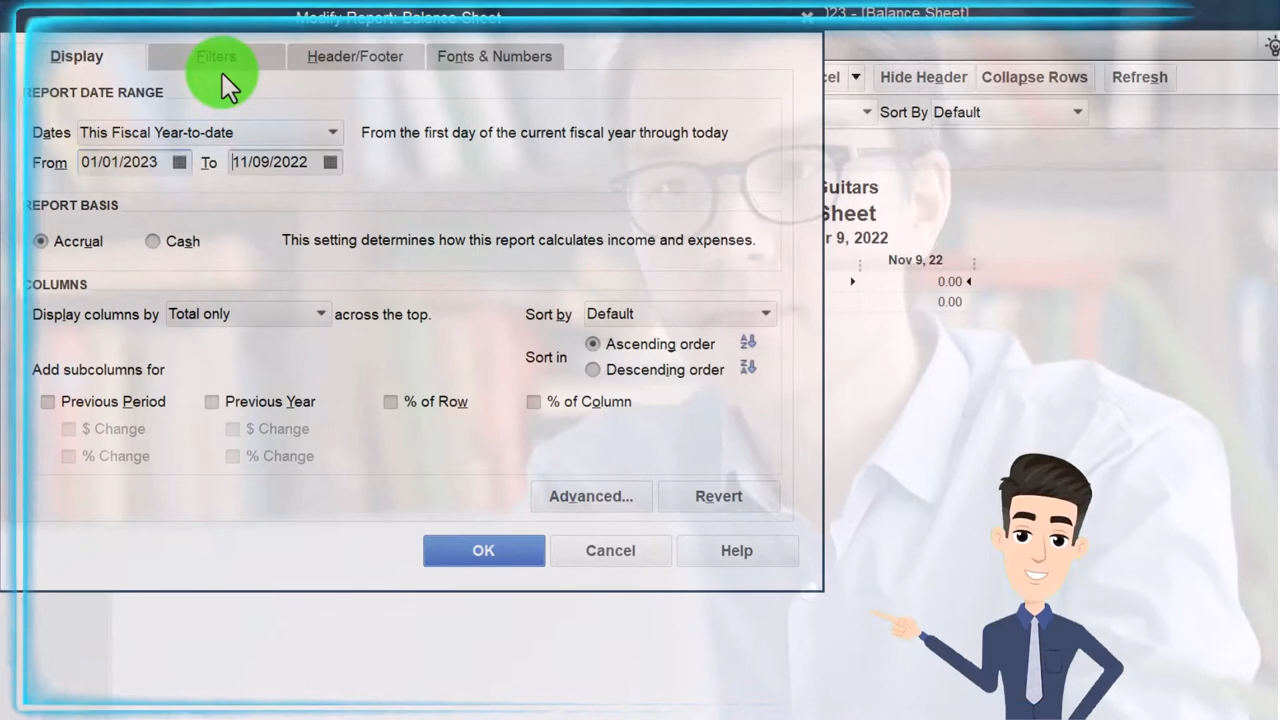 Modify Report: Balance Sheet
023 - [Balance Sheet]
Display Filters Header/Footer Fonts & Numbers
cel Hide Header Collapse Rows Refresh
REPORT DATE RANGE
Sort By Default
Dates This Fiscal Year-to-date From the first day of the current fiscal year through today
From 01/01/2023 To 11/09/2022
Guitars
Sheet
r 9, 2022
REPORT BASIS
Accrual Cash This setting determines how this report calculates income and expenses.
Nov 9, 22
0.00
0.00
COLUMNS
Display columns by Total only across the top. Sort by Default
Sort in Ascending order
Descending order
Add subcolumns for
Previous Period Previous Year % of Row % of Column
$ Change $ Change
% Change % Change
Advanced... Revert
OK Cancel Help